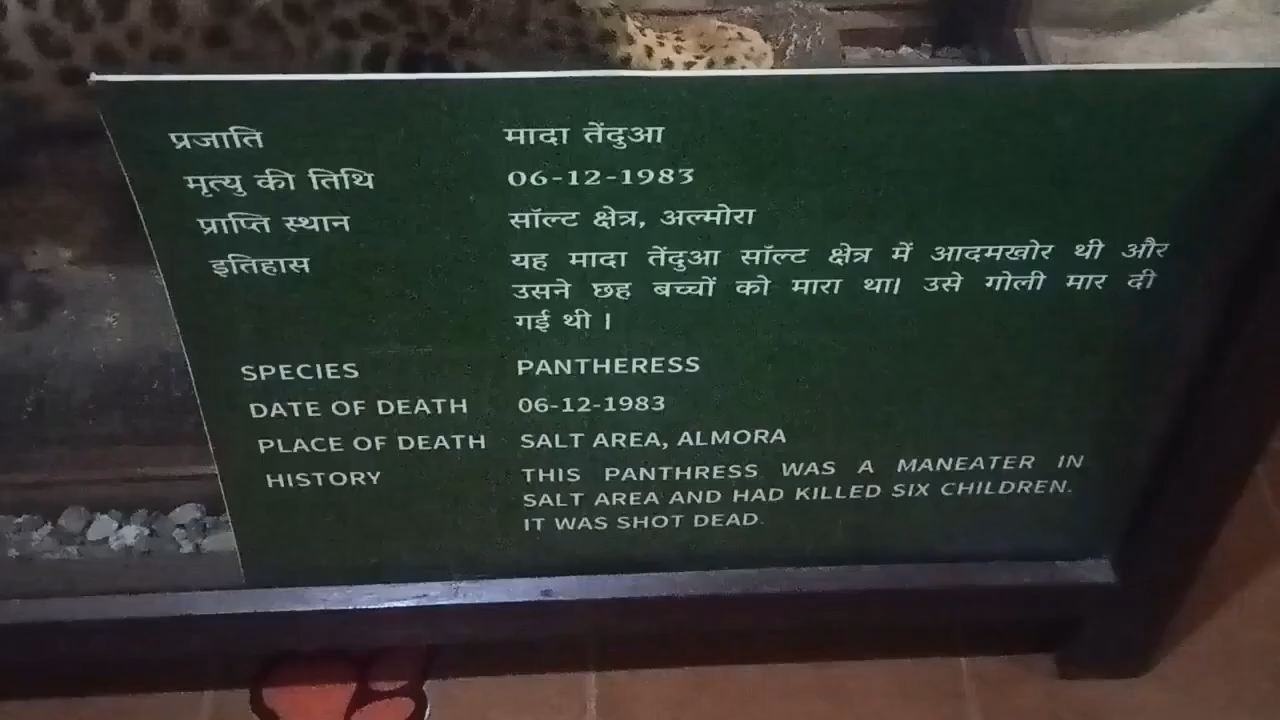 प्रजाति मादा तेंदुआ
मृत्यु की तिथि 06-12-1983
प्राप्ति स्थान सॉल्ट क्षेत्र, अल्मोरा
इतिहास यह मादा तेंदुआ सॉल्ट क्षेत्र में आदमखोर थी और
उसने छह बच्चों को मारा था। उसे गोली मार दी
गई थी ।
SPECIES PANTHERESS
DATE OF DEATH 06-12-1983
PLACE OF DEATH SALT AREA, ALMORA
HISTORY THIS PANTHRESS WAS A MANEATER IN
SALT AREA AND HAD KILLED SIX CHILDREN.
IT WAS SHOT DEAD.